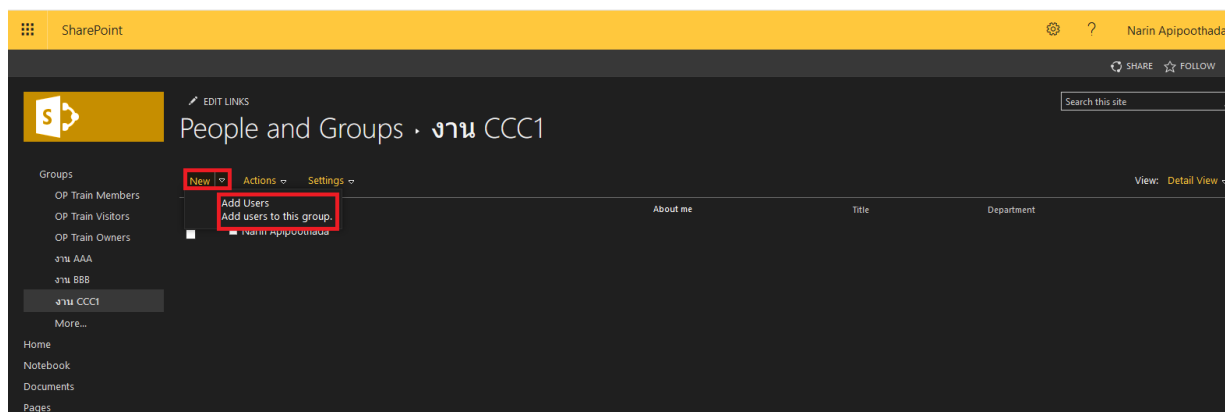 SharePoint
? Narin Apipoothada
SHARE FOLLOW
S
EDIT LINKS
Search this site
People and Groups › งาน CCC1
Groups
New Actions Settings
View: Detail View
OP Train Members
Add Users
Add users to this group.
About me Title Department
OP Train Visitors
OP Train Owners
Narin Apipoothada
งาน AAA
งาน BBB
งาน CCC1
More...
Home
Notebook
Documents
Pages